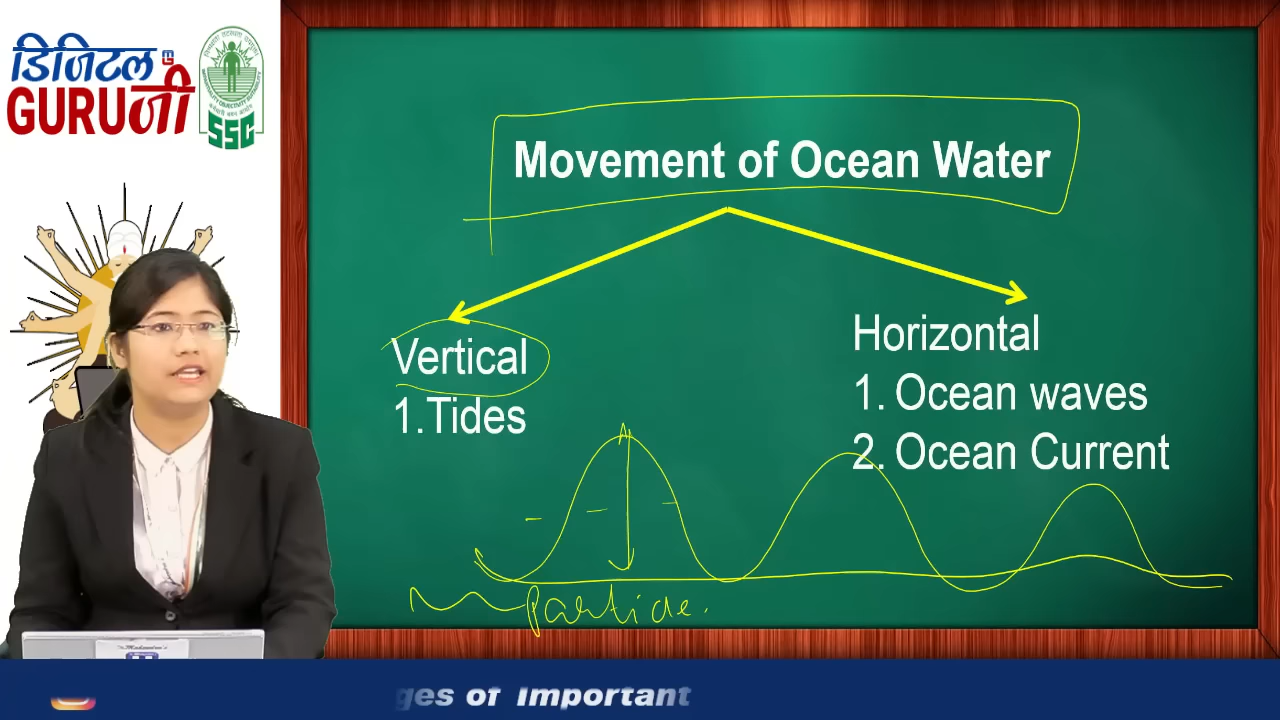 डिजिटल
GURUजी
SSC
Movement of Ocean Water
Vertical
1.Tides
Horizontal
1. Ocean waves
2. Ocean Current
Particle.
ges of Important